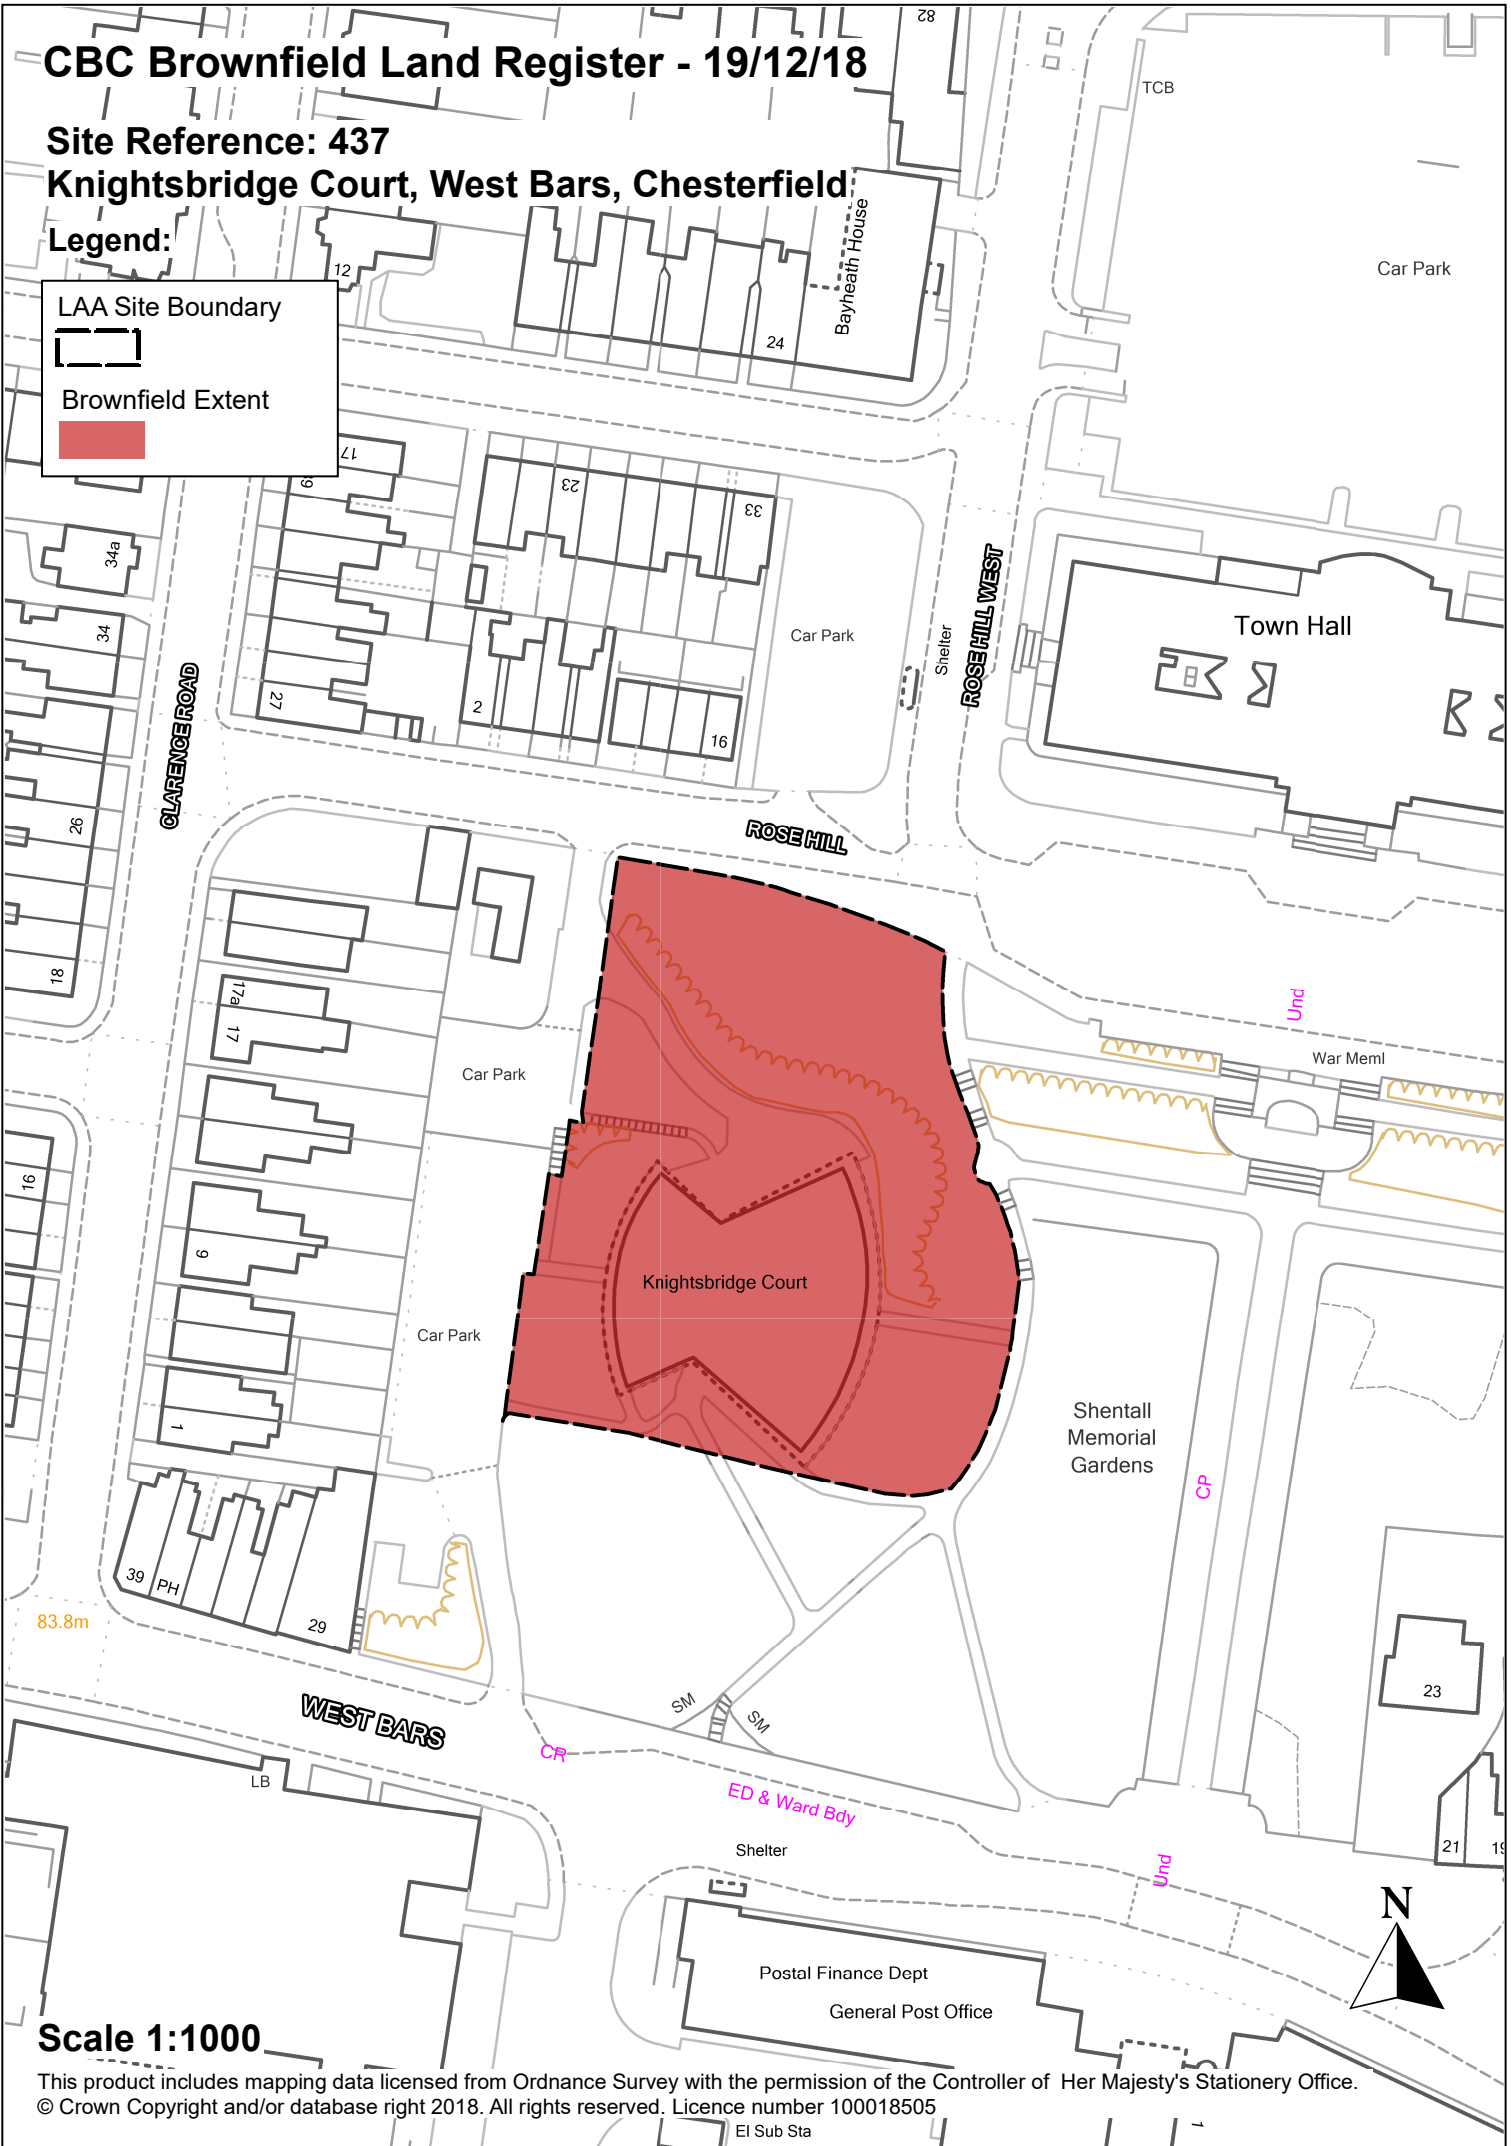 CBC Brownfield Land Register - 19/12/18
Site Reference: 437
Knightsbridge Court, West Bars, Chesterfield
Legend:
LAA Site Boundary
Brownfield Extent
82
TCB
Car Park
12
24
Bayheath House
17
39
23
33
34a
34
27
2
16
Car Park
Shelter
ROSE HILL WEST
Town Hall
CLARENCE ROAD
26
18
ROSE HILL
17a
17
Car Park
Und
War Meml
16
9
Knightsbridge Court
Car Park
1
Shentall
Memorial
Gardens
CP
39
PH
29
83.8m
WEST BARS
SM
SM
CR
ED & Ward Bdy
LB
Shelter
Und
23
21
19
N
Postal Finance Dept
General Post Office
Scale 1:1000
This product includes mapping data licensed from Ordnance Survey with the permission of the Controller of Her Majesty's Stationery Office.
© Crown Copyright and/or database right 2018. All rights reserved. Licence number 100018505
El Sub Sta
1